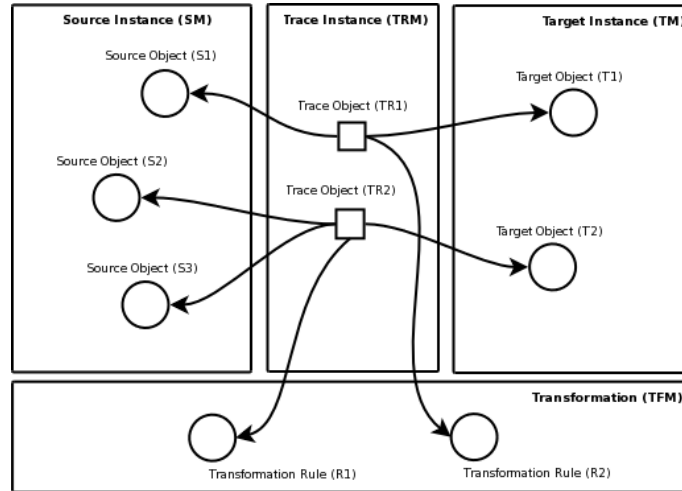 Source Instance (SM)
Trace Instance (TRM)
Target Instance (TM)
Source Object (S1)
Target Object (T1)
Trace Object (TR1)
Source Object (S2)
Trace Object (TR2)
Target Object (T2)
Source Object (S3)
Transformation (TFM)
Transformation Rule (R1)
Transformation Rule (R2)